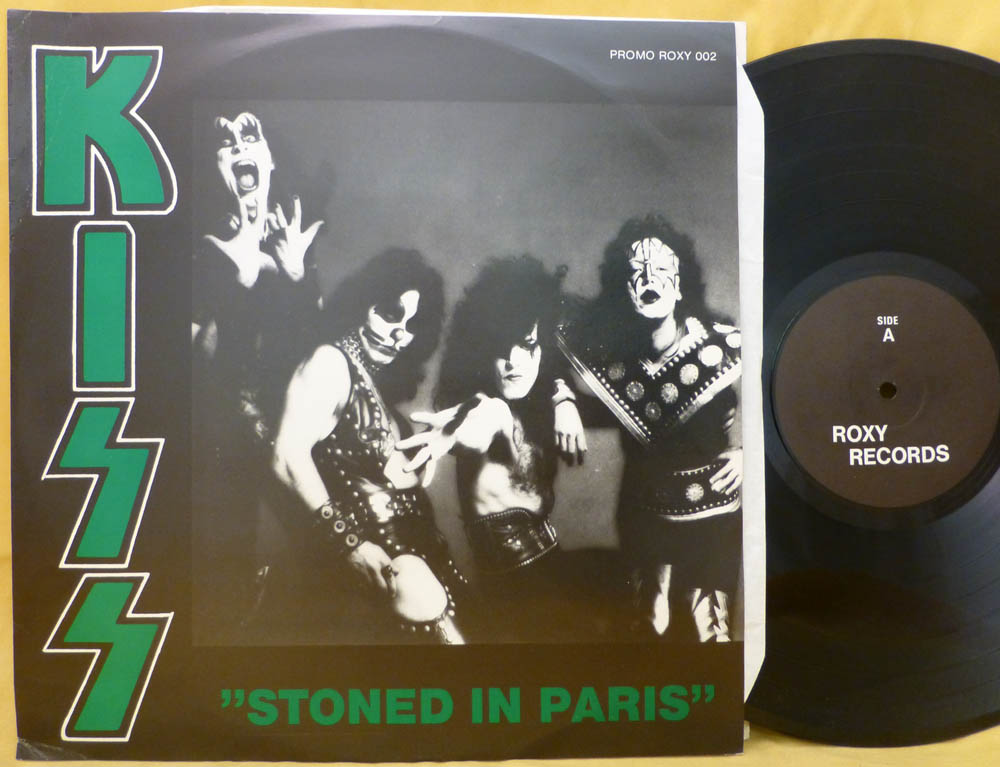 KISS
PROMO ROXY 002
"STONED IN PARIS"
SIDE
A
ROXY
RECORDS